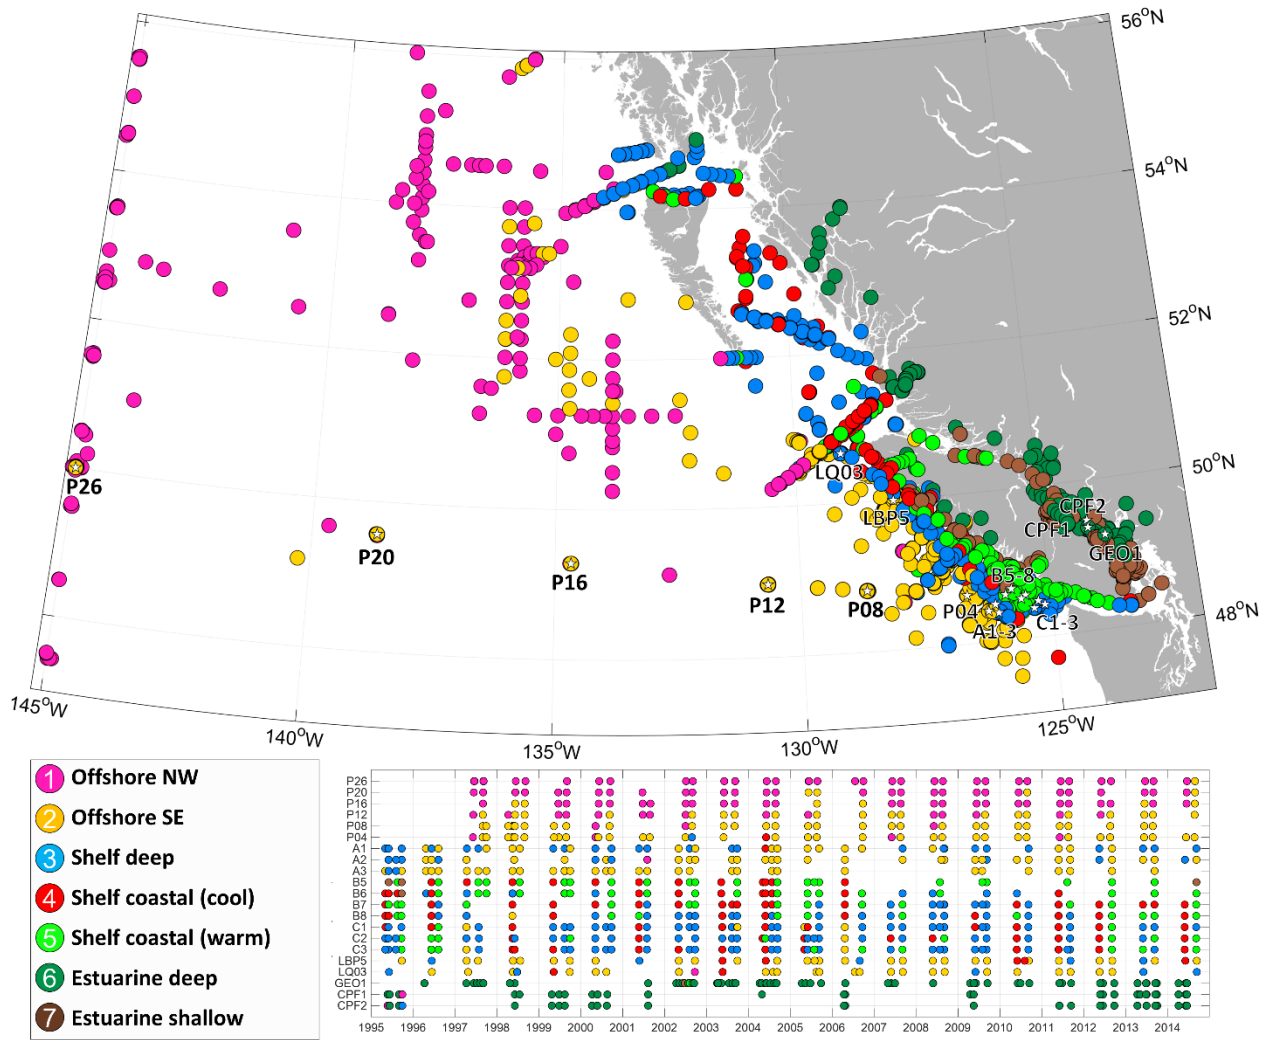 56°N
54°N
52°N
50°N
48°N
P26
P20
P16
P12
P08
LQ03
LBP5
CPF2
CPF1
GEO1
B5-8
P04
A1-3
C1-3
145°W
140°W
135°W
130°W
125°W
1 Offshore NW
2 Offshore SE
3 Shelf deep
4 Shelf coastal (cool)
5 Shelf coastal (warm)
6 Estuarine deep
7 Estuarine shallow
P26
P20
P16
P12
P08
P04
A1
A2
A3
B5
B6
B7
B8
C1
C2
C3
LBP5
LQ03
GEO1
CPF1
CPF2
1995 1996 1997 1998 1999 2000 2001 2002 2003 2004 2005 2006 2007 2008 2009 2010 2011 2012 2013 2014